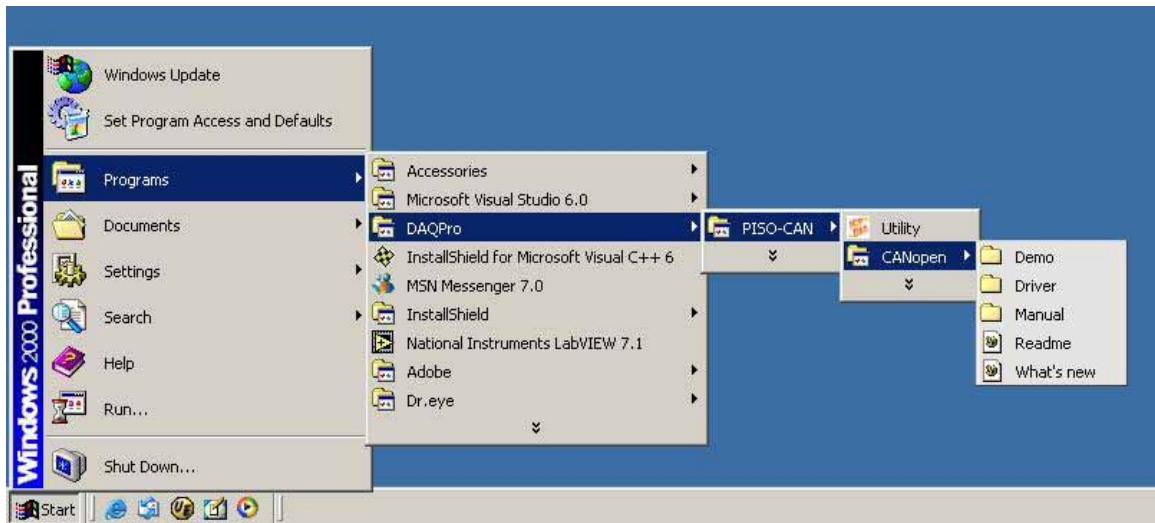 Windows 2000 Professional
Windows Update
Set Program Access and Defaults
Programs
Documents
Settings
Search
Help
Run...
Shut Down...
Accessories
Microsoft Visual Studio 6.0
DAQPro
InstallShield for Microsoft Visual C++ 6
MSN Messenger 7.0
InstallShield
National Instruments LabVIEW 7.1
Adobe
Dr.eye
PISO-CAN
Utility
CANopen
Demo
Driver
Manual
Readme
What's new
Start